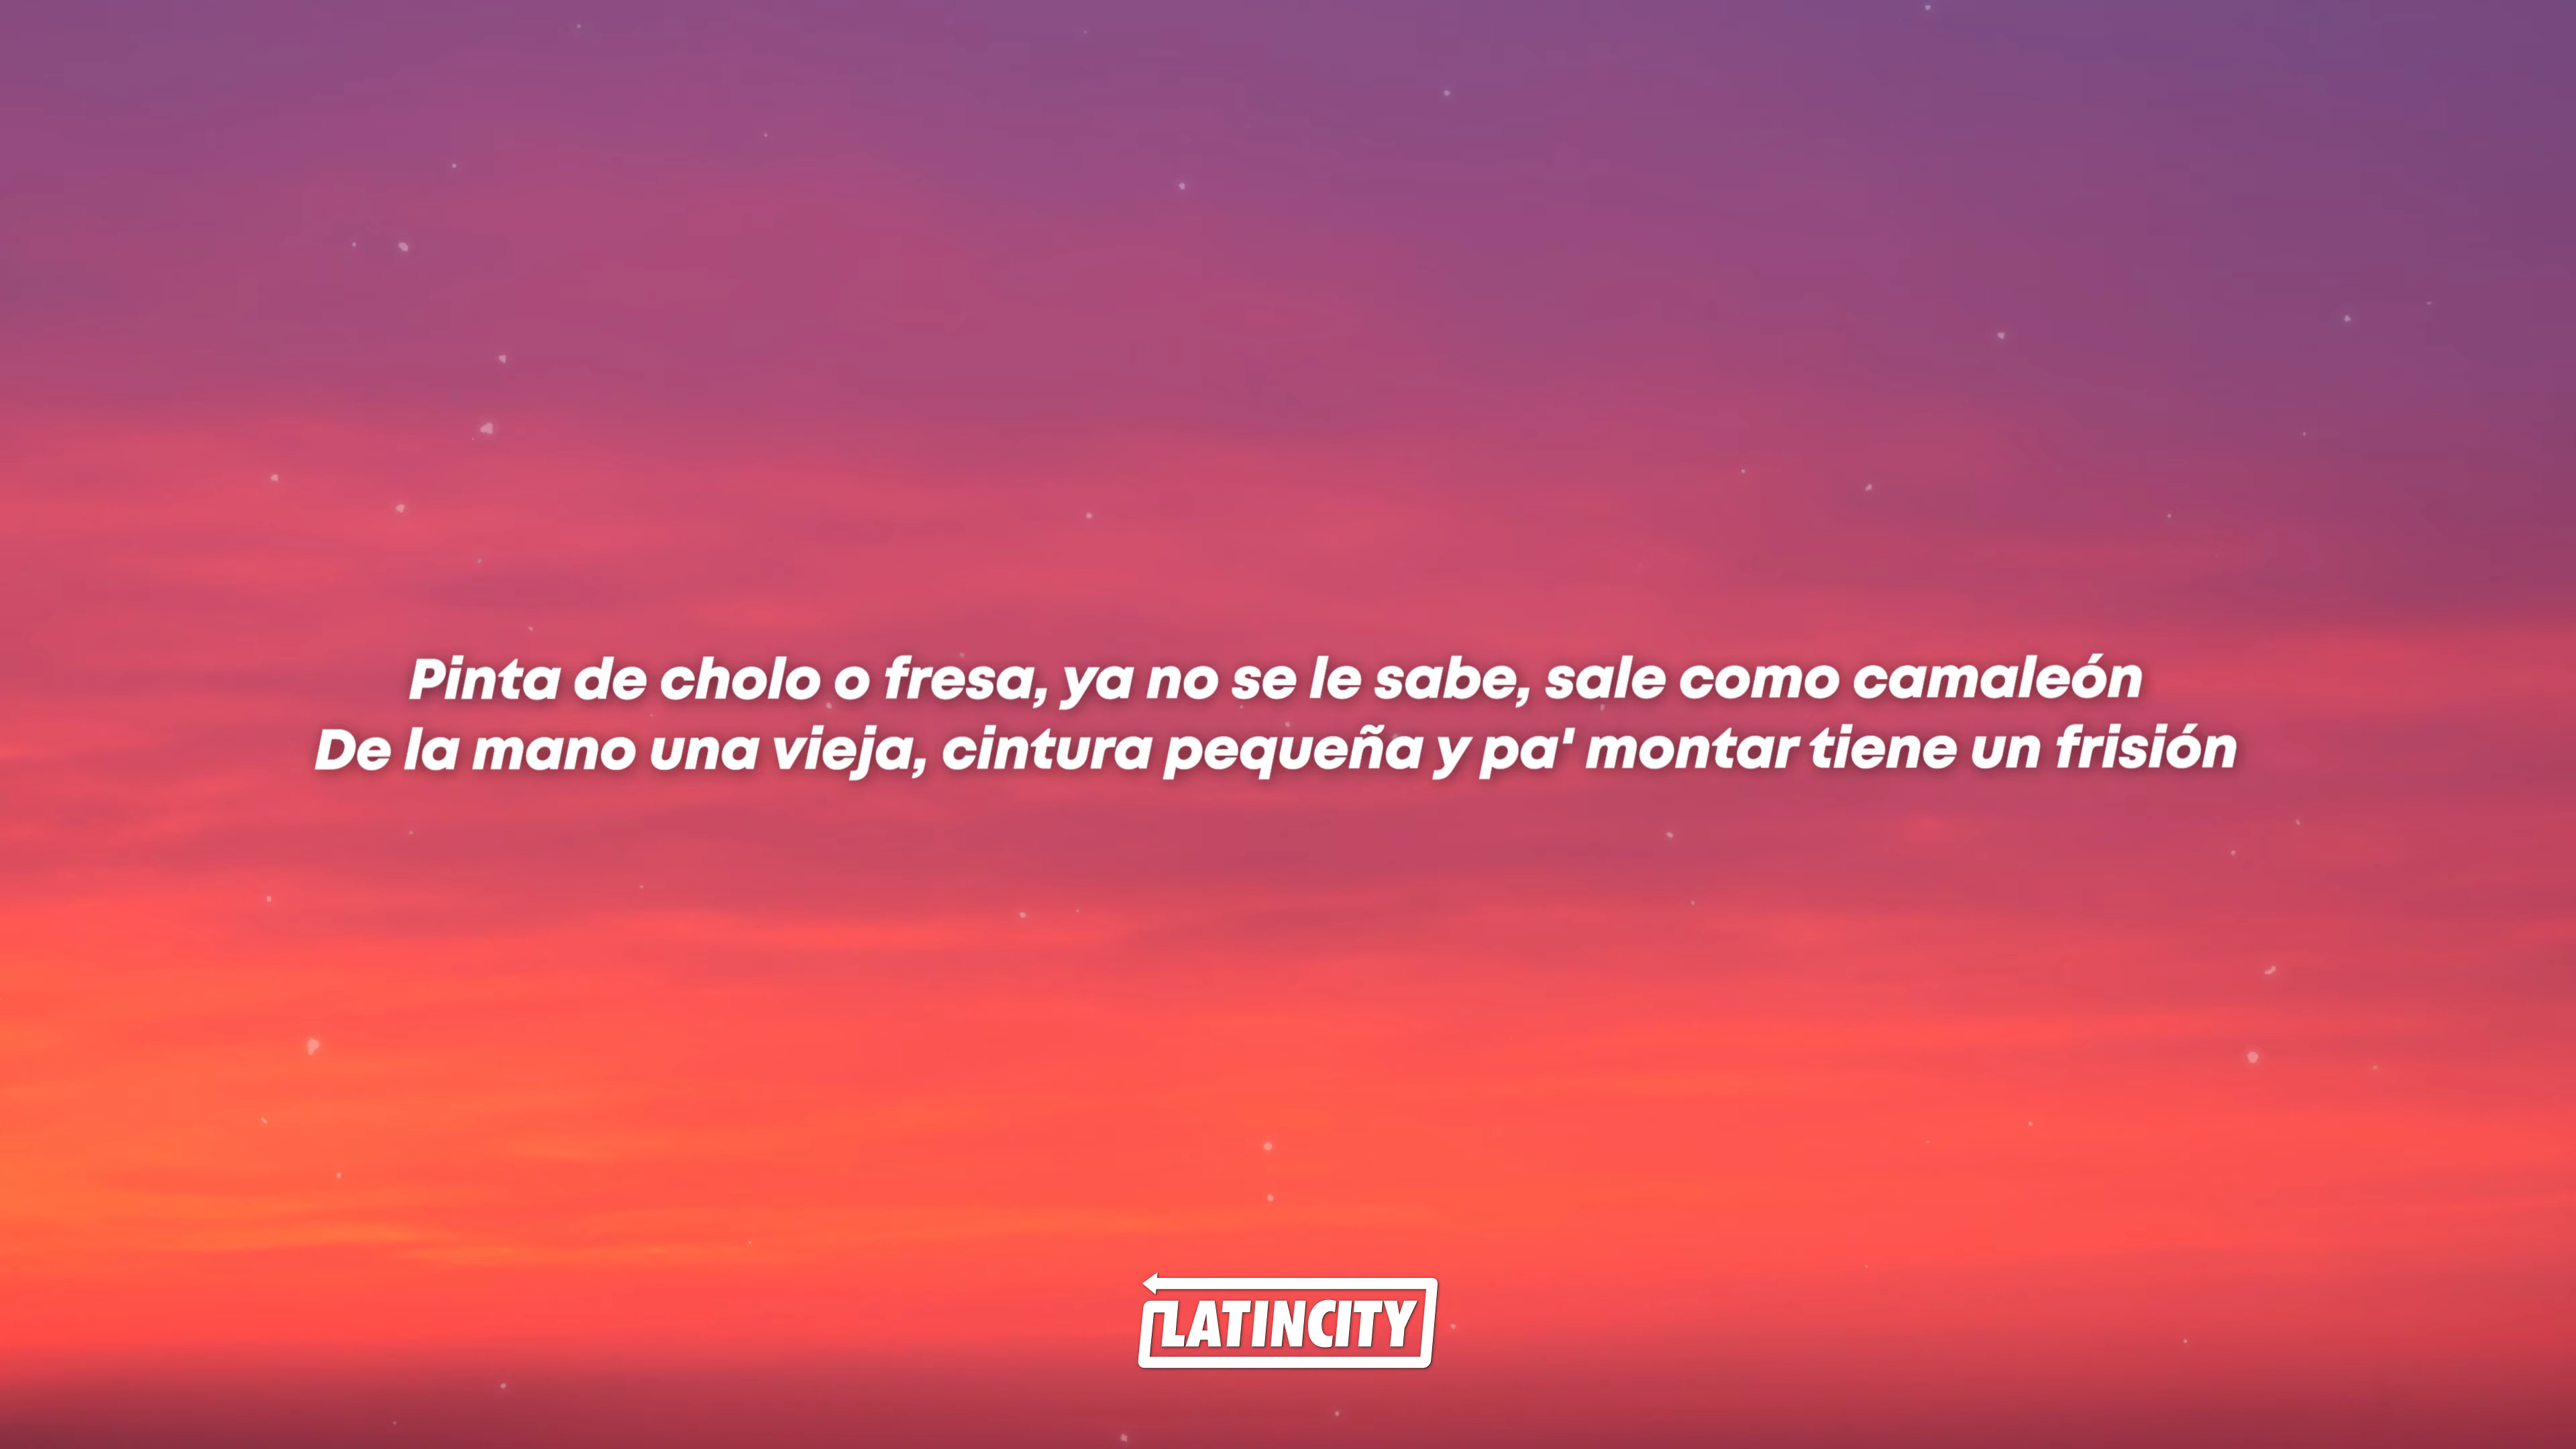 Pinta de cholo o fresa, ya no se le sabe, sale como camaleón
De la mano una vieja, cintura pequeña y pa' montar tiene un frisión
LATINCITY